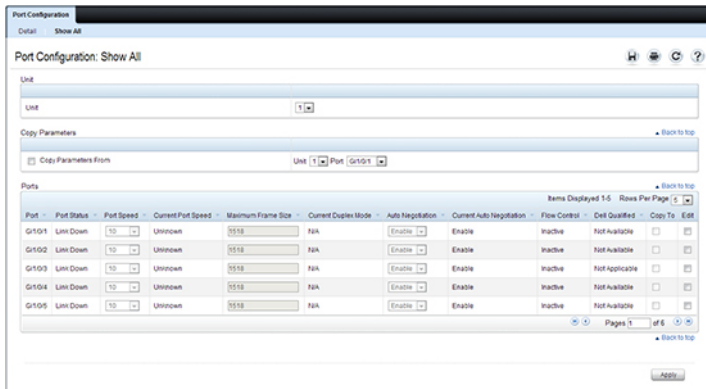 Port Configuration
Detail Show All
Port Configuration: Show All
Unit
Unit 1
Copy Parameters Back to top
Copy Parameters From Unit 1 Port Gi1/0/1
Ports Back to top
Items Displayed 1-5 Rows Per Page 5
Port Port Status Port Speed Current Port Speed Maximum Frame Size Current Duplex Mode Auto Negotiation Current Auto Negotiation Flow Control Dell Qualified Copy To Edit
Gi1/0/1 Link Down 10 Unknown 1518 N/A Enable Enable Inactive Not Available
Gi1/0/2 Link Down 10 Unknown 1518 N/A Enable Enable Inactive Not Available
Gi1/0/3 Link Down 10 Unknown 1518 N/A Enable Enable Inactive Not Applicable
Gi1/0/4 Link Down 10 Unknown 1518 N/A Enable Enable Inactive Not Available
Gi1/0/5 Link Down 10 Unknown 1518 N/A Enable Enable Inactive Not Available
Pages 1 of 6
Back to top
Apply